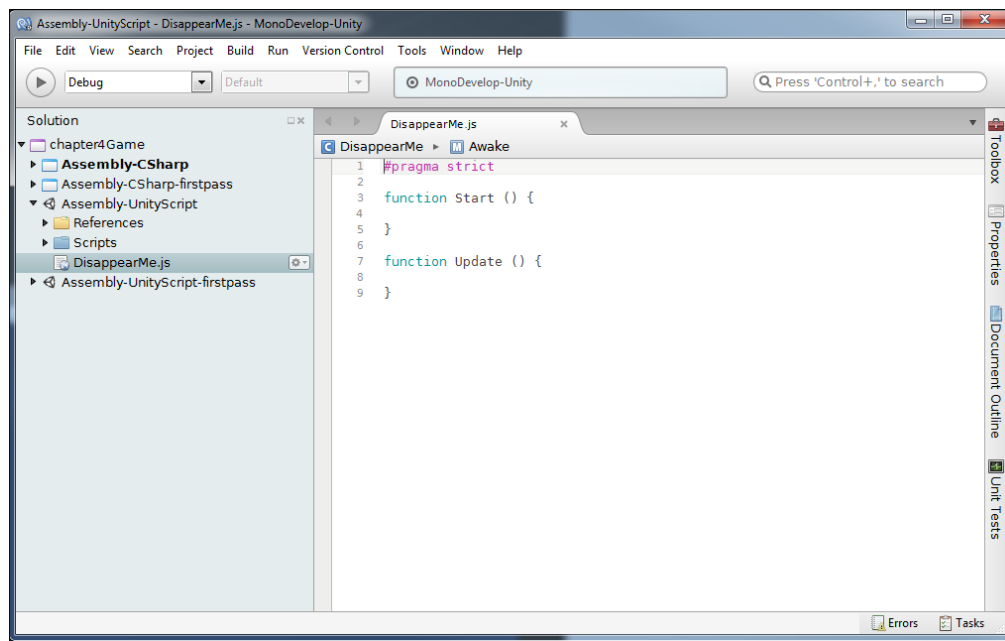 Assembly-UnityScript - DisappearMe.js - MonoDevelop-Unity
File Edit View Search Project Build Run Version Control Tools Window Help
Debug Default MonoDevelop-Unity Press 'Control+,' to search
Solution
chapter4Game
Assembly-CSharp
Assembly-CSharp-firstpass
Assembly-UnityScript
References
Scripts
DisappearMe.js
Assembly-UnityScript-firstpass
DisappearMe.js
C DisappearMe M Awake
1 #pragma strict
2
3 function Start () {
4
5 }
6
7 function Update () {
8
9 }
Toolbox
Properties
Document Outline
Unit Tests
Errors Tasks